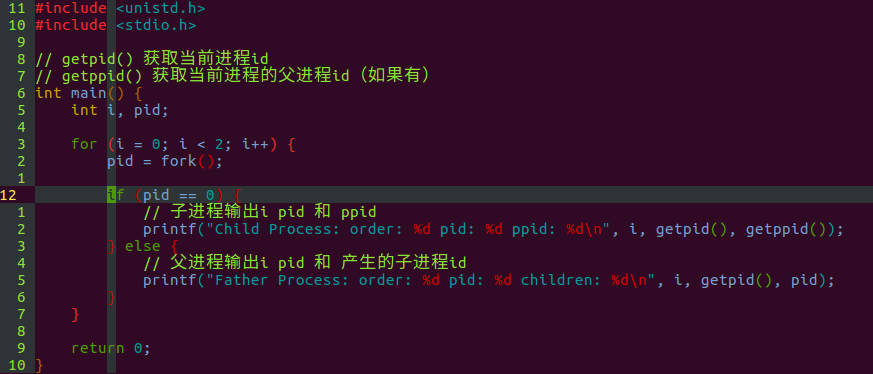 11 #include <unistd.h>
10 #include <stdio.h>
9
8 // getpid() 获取当前进程id
7 // getppid() 获取当前进程的父进程id（如果有）
6 int main() {
5     int i, pid;
4
3     for (i = 0; i < 2; i++) {
2         pid = fork();
1
12         if (pid == 0) {
1             // 子进程输出i pid 和 ppid
2             printf("Child Process: order: %d pid: %d ppid: %d\n", i, getpid(), getppid());
3         } else {
4             // 父进程输出i pid 和 产生的子进程id
5             printf("Father Process: order: %d pid: %d children: %d\n", i, getpid(), pid);
6         }
7     }
8
9     return 0;
10 }